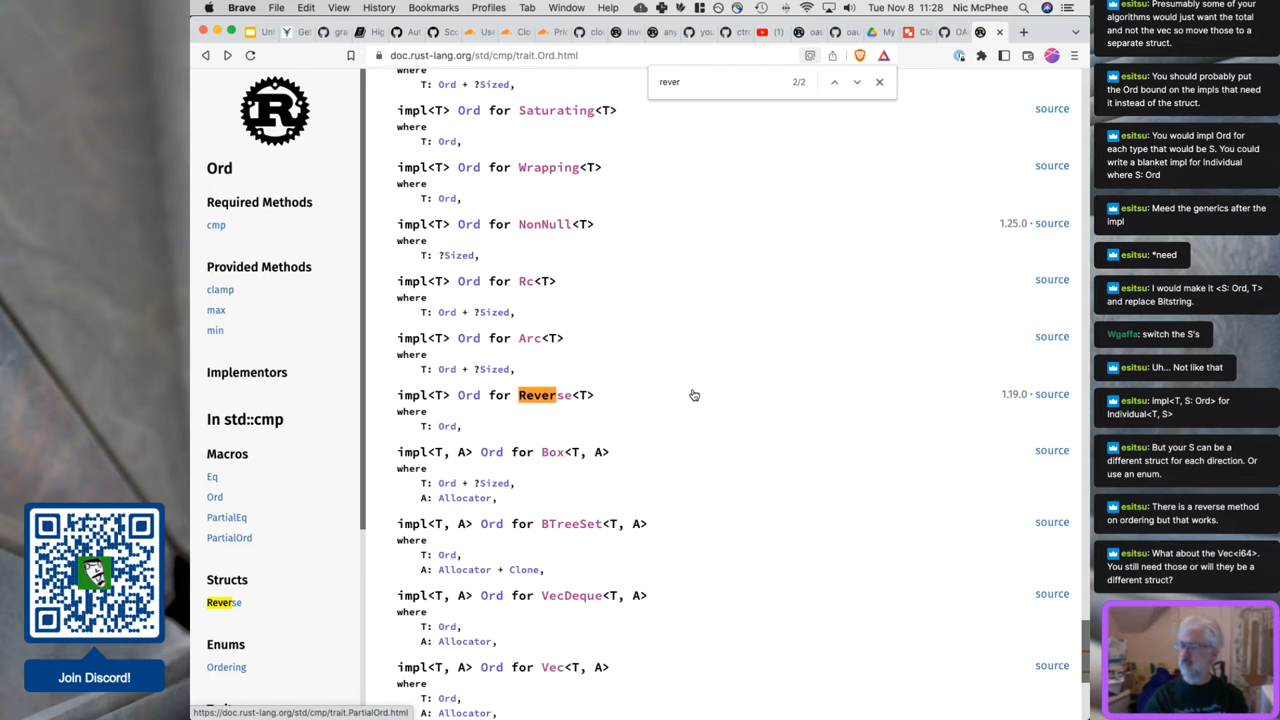 Brave File Edit View History Bookmarks Profiles Tab Window Help
Tue Nov 8 11:28 Nic McPhee
doc.rust-lang.org/std/cmp/trait.Ord.html
rever 2/2
Ord
Required Methods
cmp
Provided Methods
clamp
max
min
Implementors
In std::cmp
Macros
Eq
Ord
PartialEq
PartialOrd
Structs
Reverse
Enums
Ordering
where
T: Ord + ?Sized,
impl<T> Ord for Saturating<T> source
where
T: Ord,
impl<T> Ord for Wrapping<T> source
where
T: Ord,
impl<T> Ord for NonNull<T> 1.25.0 · source
where
T: ?Sized,
impl<T> Ord for Rc<T> source
where
T: Ord + ?Sized,
impl<T> Ord for Arc<T> source
where
T: Ord + ?Sized,
impl<T> Ord for Reverse<T> 1.19.0 · source
where
T: Ord,
impl<T, A> Ord for Box<T, A> source
where
T: Ord + ?Sized,
A: Allocator,
impl<T, A> Ord for BTreeSet<T, A> source
where
T: Ord,
A: Allocator + Clone,
impl<T, A> Ord for VecDeque<T, A> source
where
T: Ord,
A: Allocator,
impl<T, A> Ord for Vec<T, A> source
where
T: Ord,
A: Allocator,
https://doc.rust-lang.org/std/cmp/trait.PartialOrd.html
Join Discord!
esitsu: Presumably some of your
algorithms would just want the total
and not the vec so move those to a
separate struct.
esitsu: You should probably put
the Ord bound on the impls that need
it instead of the struct.
esitsu: You would impl Ord for
each type that would be S. You could
write a blanket impl for Individual
where S: Ord
esitsu: Meed the generics after the
impl
esitsu: *need
esitsu: I would make it <S: Ord, T>
and replace Bitstring.
Wgaffa: switch the S's
esitsu: Uh... Not like that
esitsu: impl<T, S: Ord> for
Individual<T, S>
esitsu: But your S can be a
different struct for each direction. Or
use an enum.
esitsu: There is a reverse method
on ordering but that works.
esitsu: What about the Vec<i64>.
You still need those or will they be a
different struct?